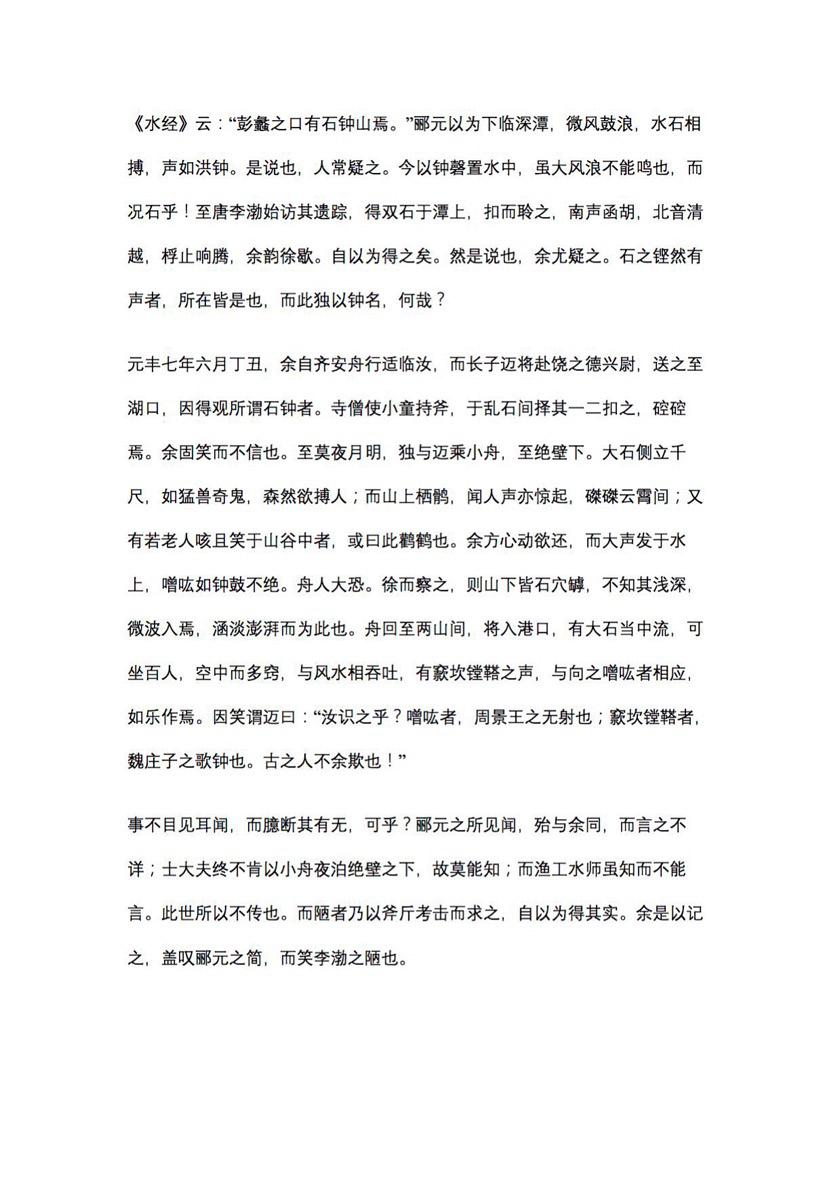 《水经》云：“彭蠡之口有石钟山焉。”郦元以为下临深潭，微风鼓浪，水石相
搏，声如洪钟。是说也，人常疑之。今以钟磬置水中，虽大风浪不能鸣也，而
况石乎！至唐李渤始访其遗踪，得双石于潭上，扣而聆之，南声函胡，北音清
越，桴止响腾，余韵徐歇。自以为得之矣。然是说也，余尤疑之。石之铿然有
声者，所在皆是也，而此独以钟名，何哉？
元丰七年六月丁丑，余自齐安舟行适临汝，而长子迈将赴饶之德兴尉，送之至
湖口，因得观所谓石钟者。寺僧使小童持斧，于乱石间择其一二扣之，硿硿
焉。余固笑而不信也。至莫夜月明，独与迈乘小舟，至绝壁下。大石侧立千
尺，如猛兽奇鬼，森然欲搏人；而山上栖鹘，闻人声亦惊起，磔磔云霄间；又
有若老人咳且笑于山谷中者，或曰此鹳鹤也。余方心动欲还，而大声发于水
上，噌吰如钟鼓不绝。舟人大恐。徐而察之，则山下皆石穴罅，不知其浅深，
微波入焉，涵淡澎湃而为此也。舟回至两山间，将入港口，有大石当中流，可
坐百人，空中而多窍，与风水相吞吐，有窾坎镗鞳之声，与向之噌吰者相应，
如乐作焉。因笑谓迈曰：“汝识之乎？噌吰者，周景王之无射也；窾坎镗鞳者，
魏庄子之歌钟也。古之人不余欺也！”
事不目见耳闻，而臆断其有无，可乎？郦元之所见闻，殆与余同，而言之不
详；士大夫终不肯以小舟夜泊绝壁之下，故莫能知；而渔工水师虽知而不能
言。此世所以不传也。而陋者乃以斧斤考击而求之，自以为得其实。余是以记
之，盖叹郦元之简，而笑李渤之陋也。